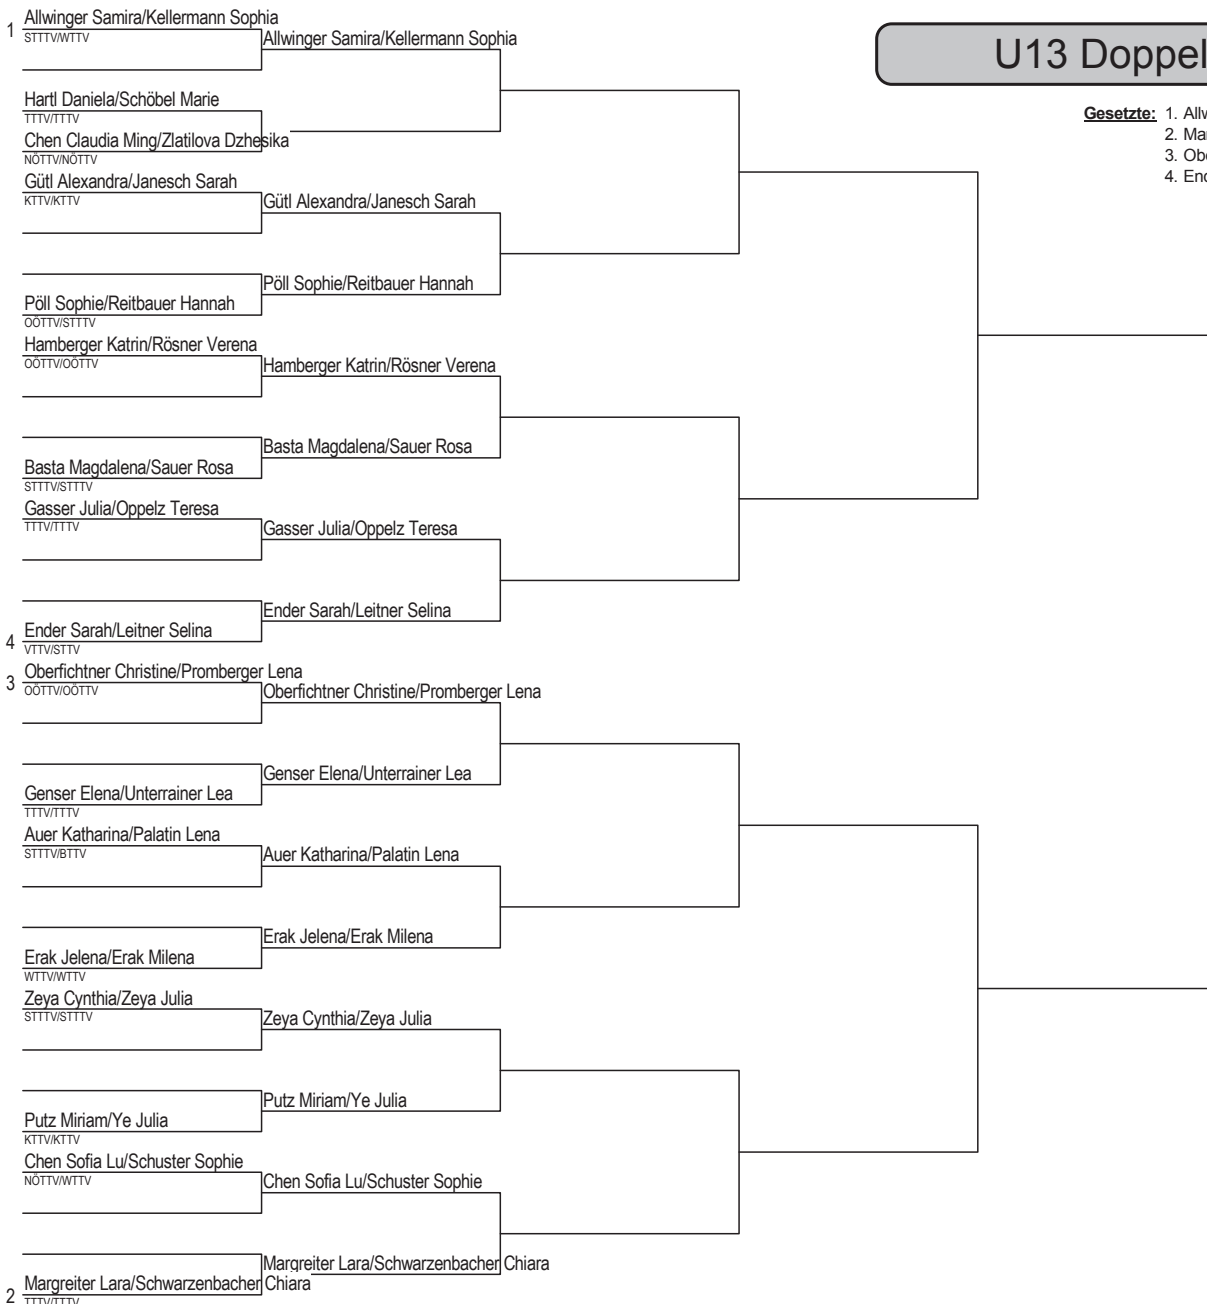 Allwinger Samira/Kellermann Sophia
1
STTTV/WTTV
Allwinger Samira/Kellermann Sophia
U13 Doppel
Hartl Daniela/Schöbel Marie
TTTV/TTTV
Gesetzte: 1. Allw
Chen Claudia Ming/Zlatilova Dzhesika
NÖTTV/NÖTTV
2. Mar
3. Obe
4. End
Gütl Alexandra/Janesch Sarah
KTTV/KTTV
Gütl Alexandra/Janesch Sarah
Pöll Sophie/Reitbauer Hannah
Pöll Sophie/Reitbauer Hannah
OÖTTV/STTTV
Hamberger Katrin/Rösner Verena
OÖTTV/OÖTTV
Hamberger Katrin/Rösner Verena
Basta Magdalena/Sauer Rosa
Basta Magdalena/Sauer Rosa
STTTV/STTTV
Gasser Julia/Oppelz Teresa
TTTV/TTTV
Gasser Julia/Oppelz Teresa
Ender Sarah/Leitner Selina
Ender Sarah/Leitner Selina
4
VTTV/STTV
Oberfichtner Christine/Promberger Lena
3
OÖTTV/OÖTTV
Oberfichtner Christine/Promberger Lena
Genser Elena/Unterrainer Lea
Genser Elena/Unterrainer Lea
TTTV/TTTV
Auer Katharina/Palatin Lena
STTTV/BTTV
Auer Katharina/Palatin Lena
Erak Jelena/Erak Milena
Erak Jelena/Erak Milena
WTTV/WTTV
Zeya Cynthia/Zeya Julia
STTTV/STTTV
Zeya Cynthia/Zeya Julia
Putz Miriam/Ye Julia
Putz Miriam/Ye Julia
KTTV/KTTV
Chen Sofia Lu/Schuster Sophie
NÖTTV/WTTV
Chen Sofia Lu/Schuster Sophie
Margreiter Lara/Schwarzenbacher Chiara
Margreiter Lara/Schwarzenbacher Chiara
2
TTTV/TTTV